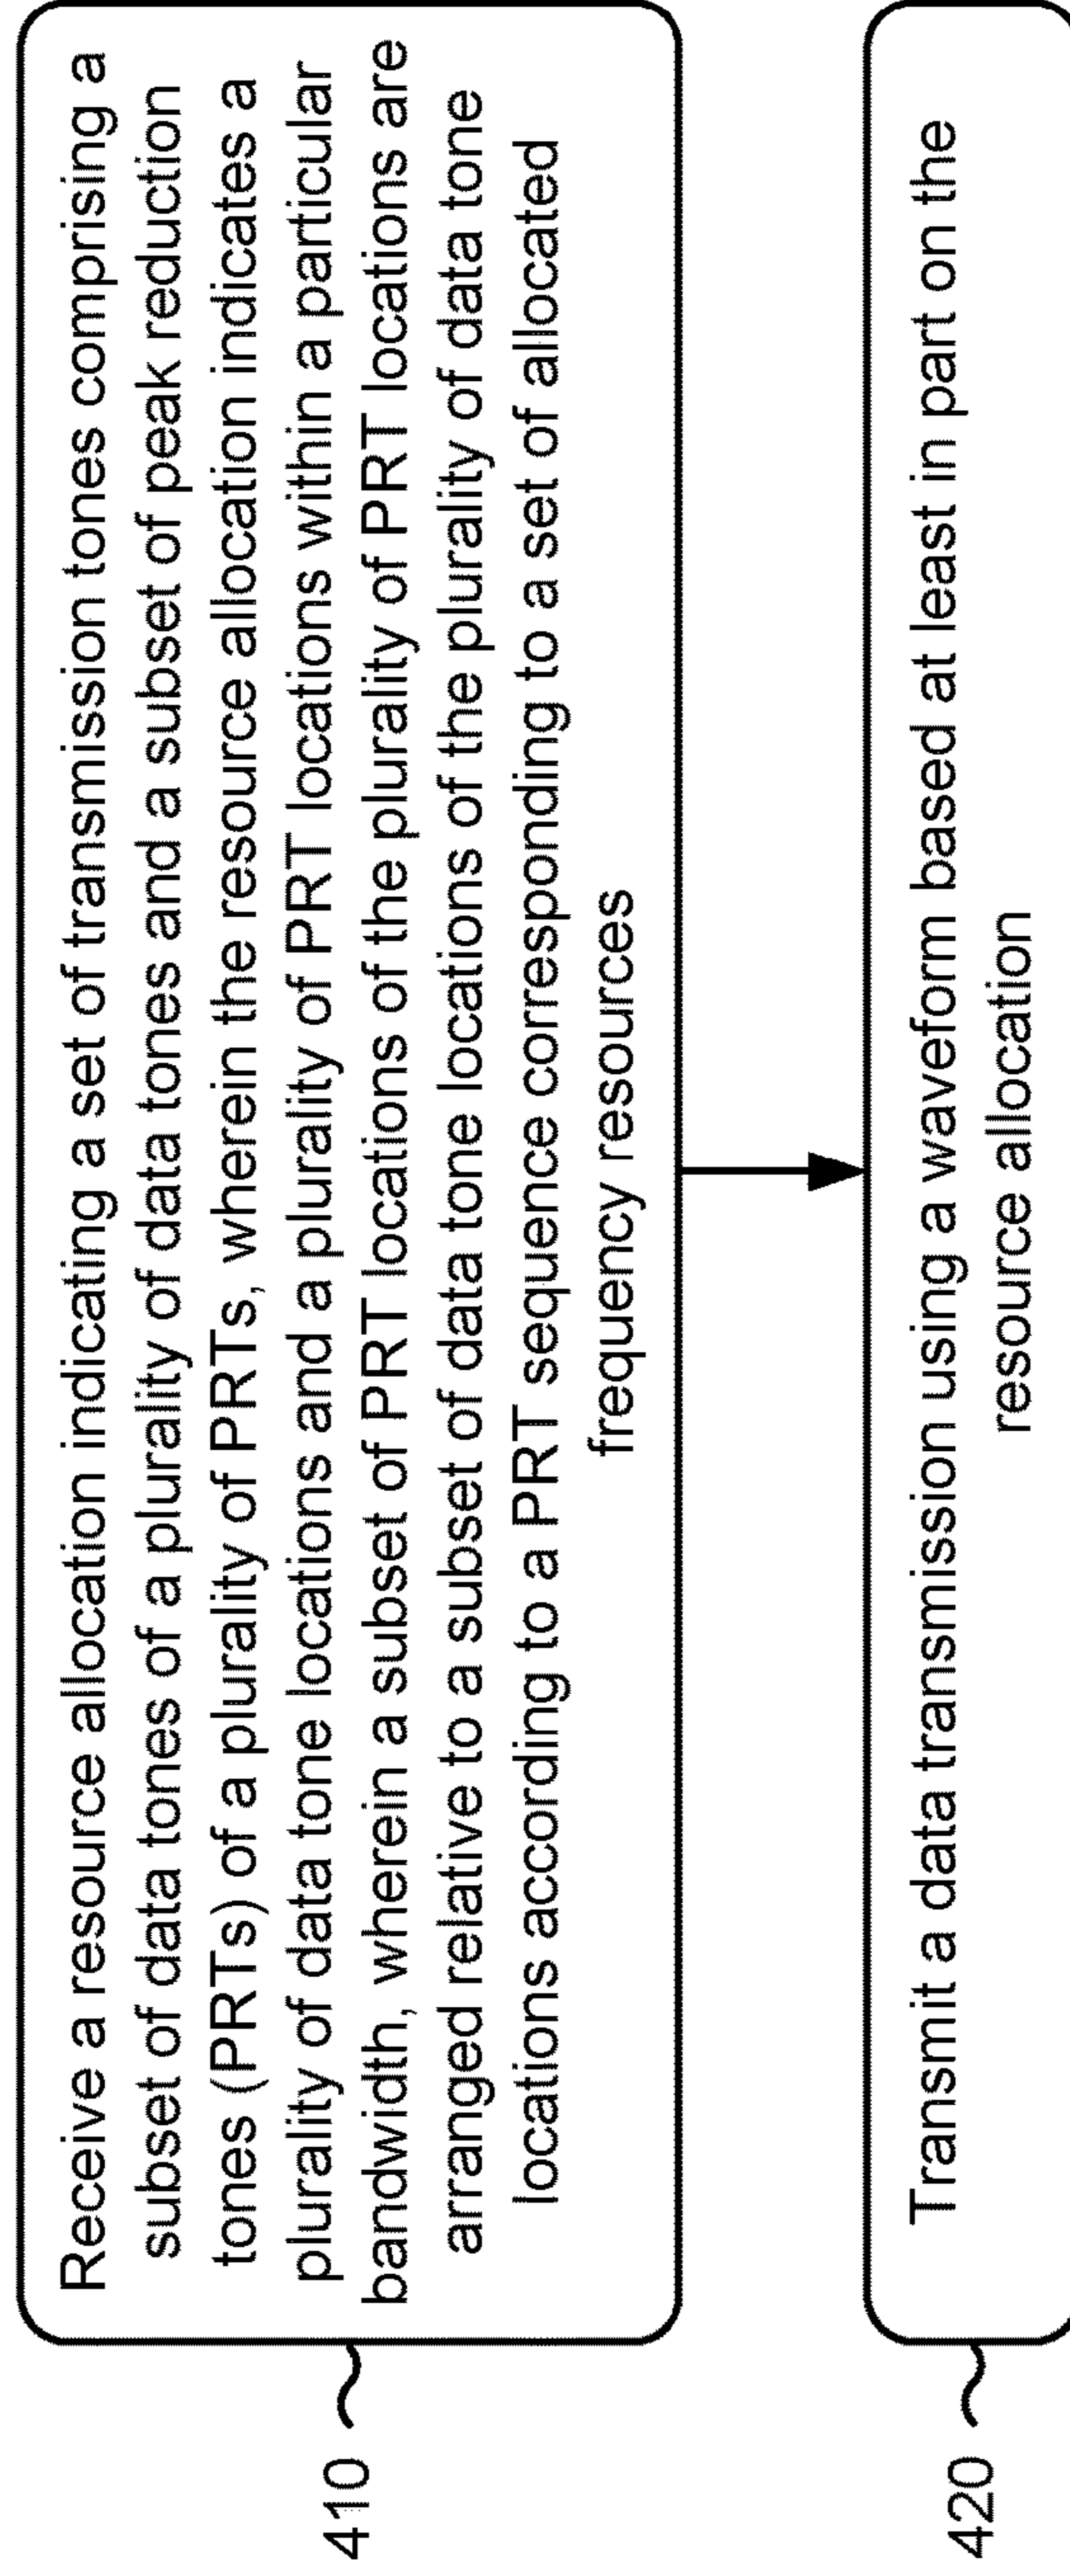 410
Receive a resource allocation indicating a set of transmission tones comprising a
subset of data tones of a plurality of data tones and a subset of peak reduction
tones (PRTs) of a plurality of PRTs, wherein the resource allocation indicates a
plurality of data tone locations and a plurality of PRT locations within a particular
bandwidth, wherein a subset of PRT locations of the plurality of PRT locations are
arranged relative to a subset of data tone locations of the plurality of data tone
locations according to a PRT sequence corresponding to a set of allocated
frequency resources
420
Transmit a data transmission using a waveform based at least in part on the
resource allocation